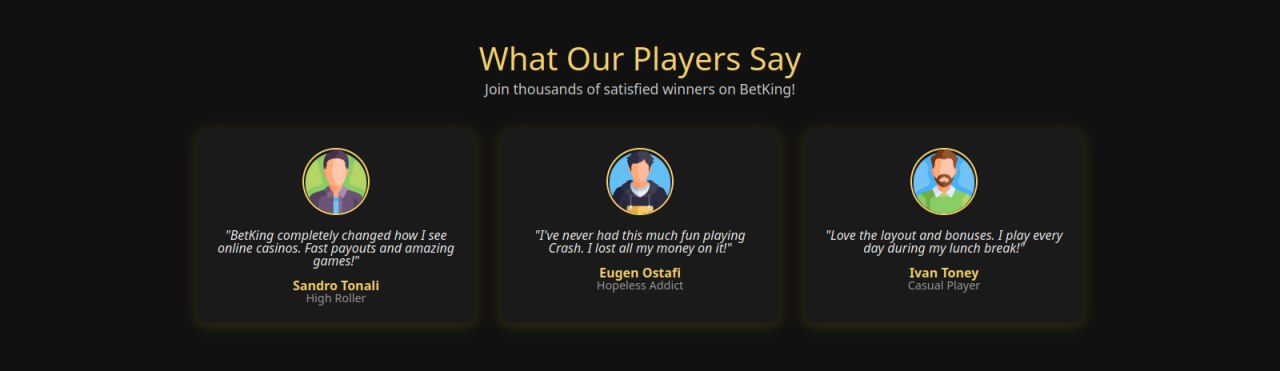 What Our Players Say
Join thousands of satisfied winners on BetKing!
"BetKing completely changed how I see
online casinos. Fast payouts and amazing
games!"
Sandro Tonali
High Roller
"I've never had this much fun playing
Crash. I lost all my money on it!"
Eugen Ostafi
Hopeless Addict
"Love the layout and bonuses. I play every
day during my lunch break!"
Ivan Toney
Casual Player